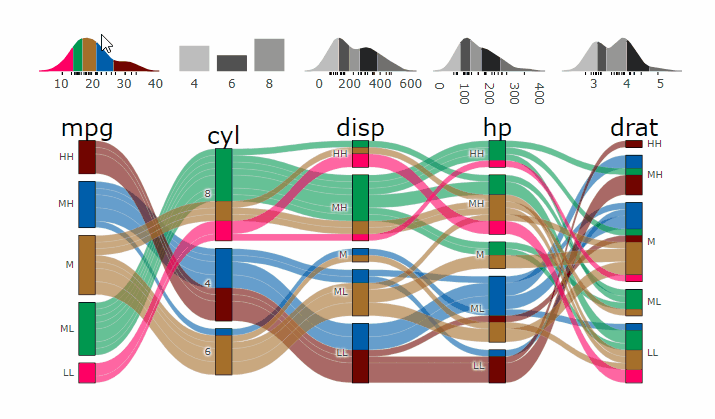 10 20 30 40
4 6 8
0 200 400 600
0 100 200 300 400
3 4 5
mpg cyl disp hp drat
HH MH M ML LL
8 4 6
HH MH M ML LL
HH MH M ML LL
HH MH M ML LL